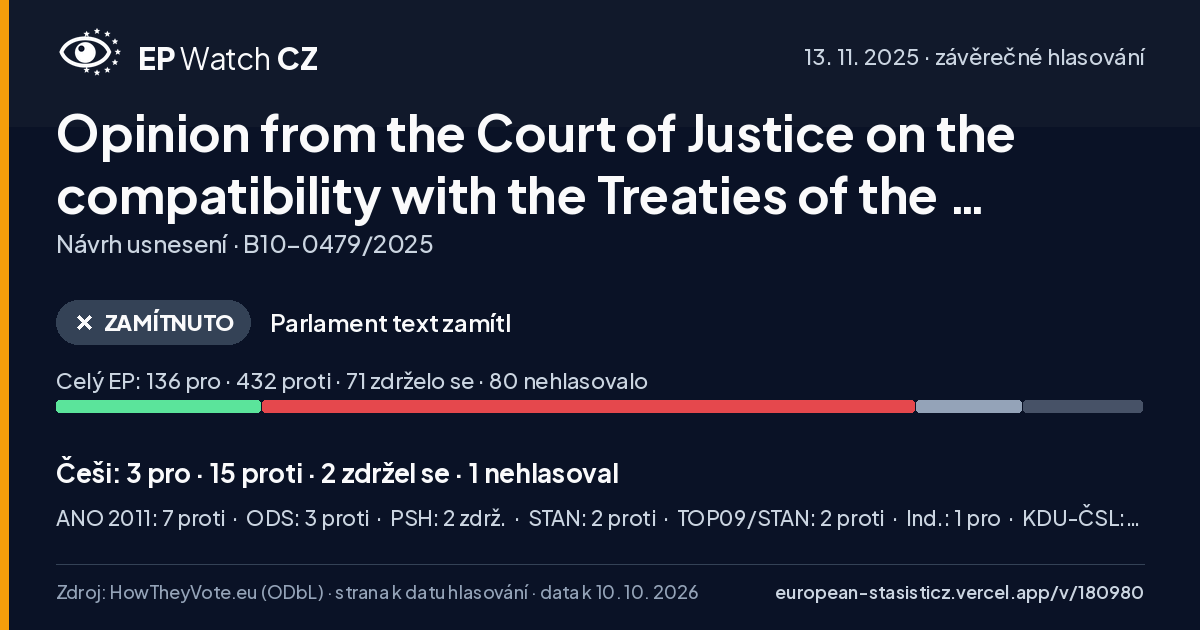 EP Watch CZ
13. 11. 2025 · závěrečné hlasování
Opinion from the Court of Justice on the
compatibility with the Treaties of the …
Návrh usnesení · B10-0479/2025
✕ ZAMÍTNUTO
Parlament text zamítl
Celý EP: 136 pro · 432 proti · 71 zdrželo se · 80 nehlasovalo
Češi: 3 pro · 15 proti · 2 zdržel se · 1 nehlasoval
ANO 2011: 7 proti · ODS: 3 proti · PSH: 2 zdrž. · STAN: 2 proti · TOP09/STAN: 2 proti · Ind.: 1 pro · KDU-ČSL:…
Zdroj: HowTheyVote.eu (ODbL) · strana k datu hlasování · data k 10. 10. 2026
european-stasisticz.vercel.app/v/180980